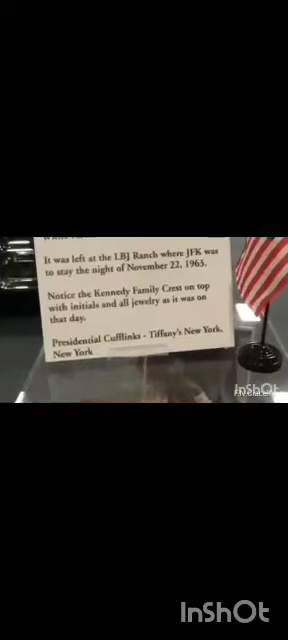 It was left at the LBJ Ranch where JFK was
to stay the night of November 22, 1963.
Notice the Kennedy Family Crest on top
with initials and all jewelry as it was on
that day.
Presidential Cufflinks - Tiffany's New York,
New York
InShOt
InShOt